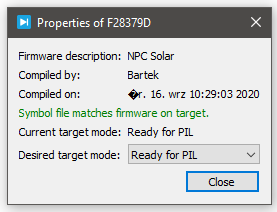 Properties of F28379D
Firmware description: NPC Solar
Compiled by: Bartek
Compiled on: �r. 16. wrz 10:29:03 2020
Symbol file matches firmware on target.
Current target mode: Ready for PIL
Desired target mode: Ready for PIL
Close